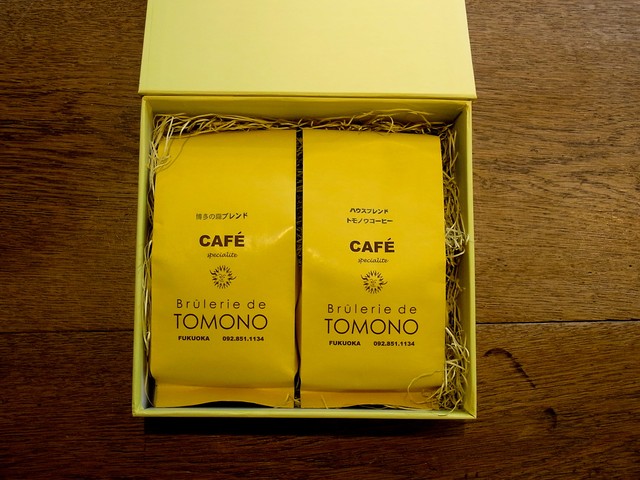 博多の森ブレンド
CAFÉ
specialite
Brûlerie de
TOMONO
FUKUOKA 092.851.1134
ハウスブレンド
トモノウコーヒー
CAFÉ
specialite
Brûlerie de
TOMONO
FUKUOKA 092.851.1134